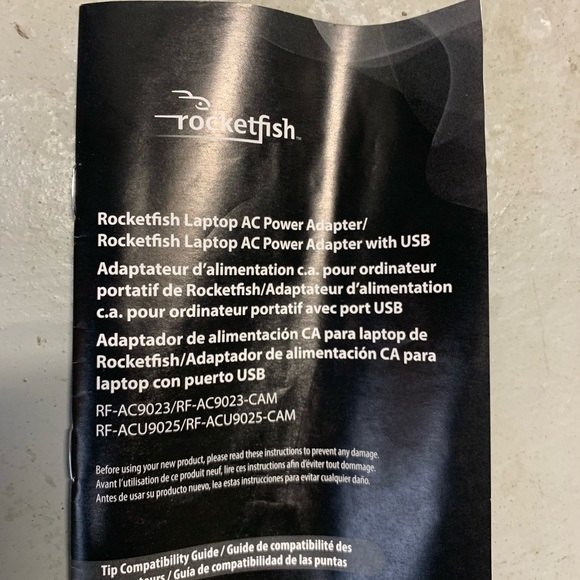 rocketfish™
Rocketfish Laptop AC Power Adapter/
Rocketfish Laptop AC Power Adapter with USB
Adaptateur d'alimentation c.a. pour ordinateur
portatif de Rocketfish/Adaptateur d'alimentation
c.a. pour ordinateur portatif avec port USB
Adaptador de alimentación CA para laptop de
Rocketfish/Adaptador de alimentación CA para
laptop con puerto USB
RF-AC9023/RF-AC9023-CAM
RF-ACU9025/RF-ACU9025-CAM
Before using your new product, please read these instructions to prevent any damage.
Avant l'utilisation de ce produit neuf, lire ces instructions afin d'éviter tout dommage.
Antes de usar su producto nuevo, lea estas instrucciones para evitar cualquier daño.
Tip Compatibility Guide / Guide de compatibilité des
/ Guía de compatibilidad de las puntas